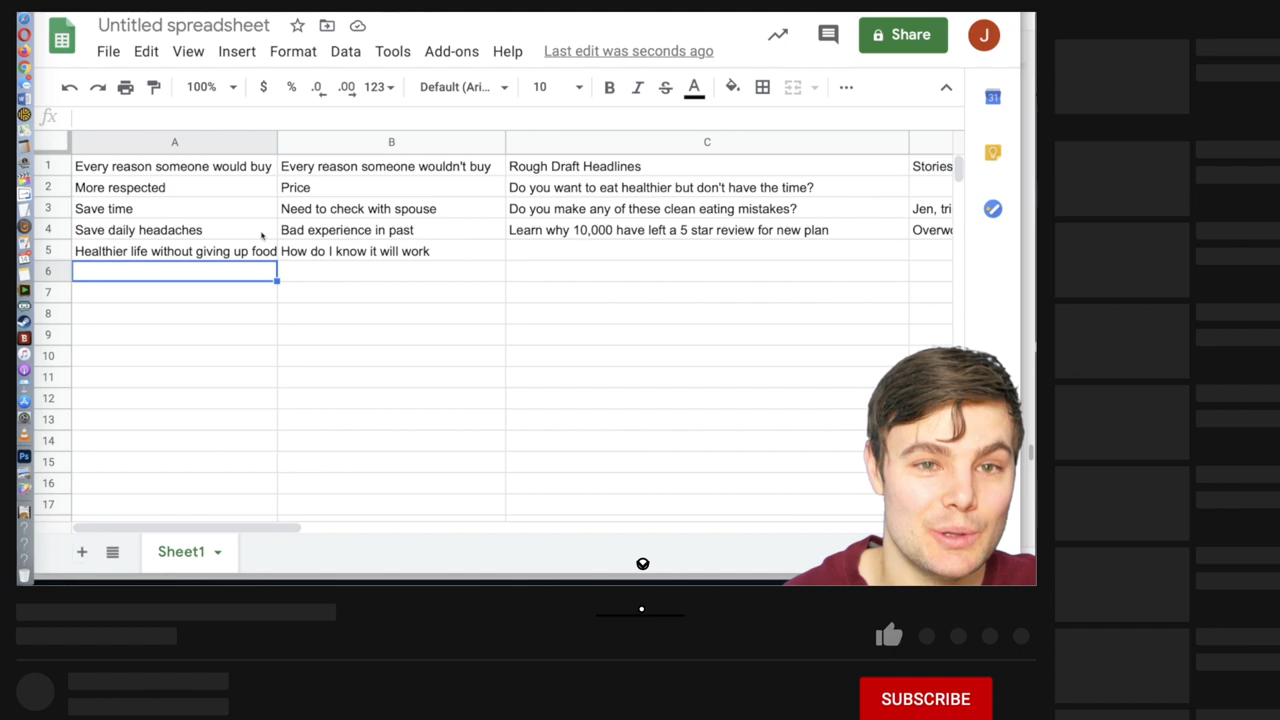 Untitled spreadsheet
File Edit View Insert Format Data Tools Add-ons Help Last edit was seconds ago
Share
J
100% $ % .0 .00 123 Default (Ari... 10 B I S A
31
fx
A B C
1 Every reason someone would buy Every reason someone wouldn't buy Rough Draft Headlines Stories
2 More respected Price Do you want to eat healthier but don't have the time?
3 Save time Need to check with spouse Do you make any of these clean eating mistakes? Jen, tri
4 Save daily headaches Bad experience in past Learn why 10,000 have left a 5 star review for new plan Overwo
5 Healthier life without giving up food How do I know it will work
6
7
8
9
10
11
12
13
14
15
16
17
Sheet1
Ps
SUBSCRIBE